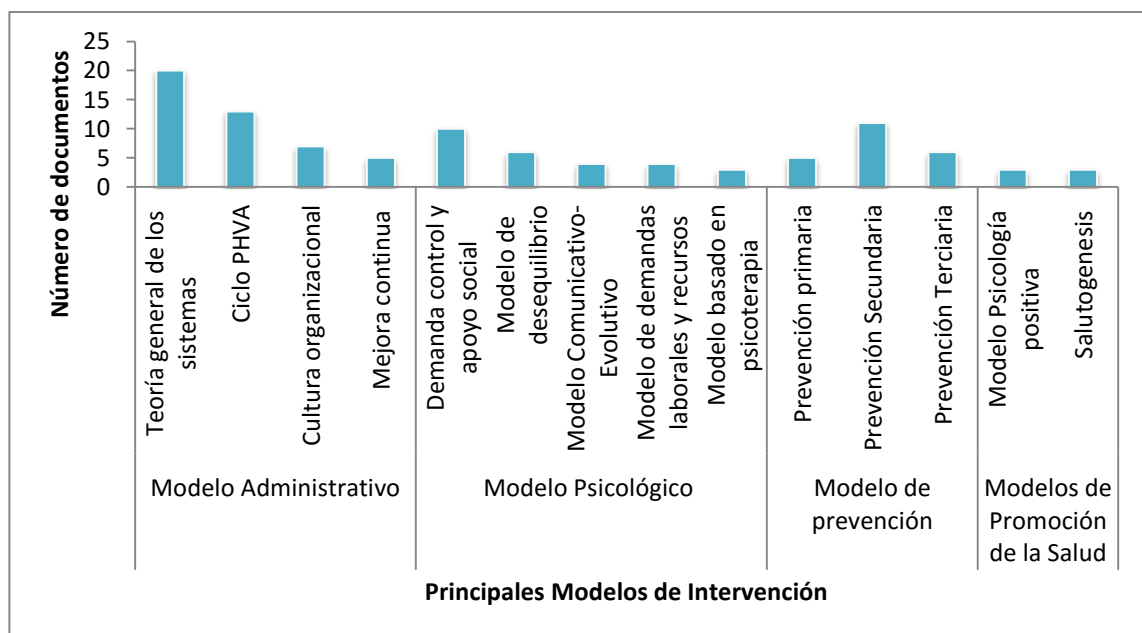 Número de documentos
25
20
15
10
5
0
Teoría general de los
sistemas
Ciclo PHVA
Cultura organizacional
Mejora continua
Demanda control y
apoyo social
Modelo de
desequilibrio
Modelo Comunicativo-
Evolutivo
Modelo de demandas
laborales y recursos
Modelo basado en
psicoterapia
Prevención primaria
Prevención Secundaria
Prevención Terciaria
Modelo Psicología
positiva
Salutogenesis
Modelo Administrativo
Modelo Psicológico
Modelo de
prevención
Modelos de
Promoción
de la Salud
Principales Modelos de Intervención